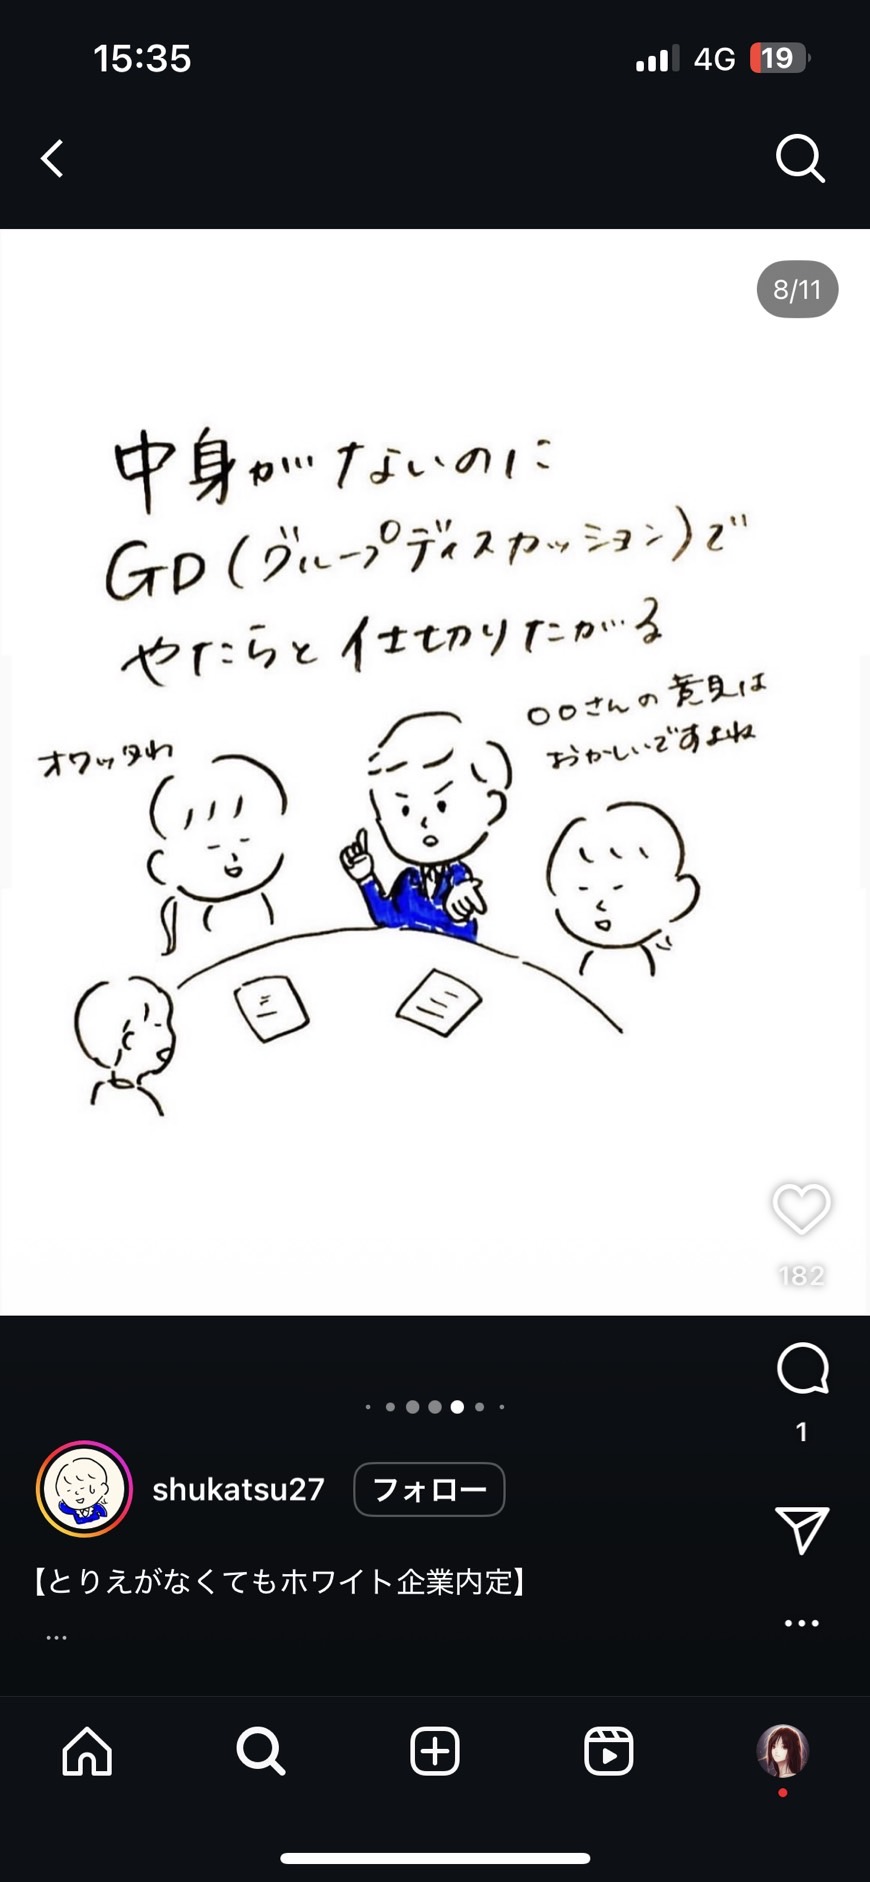 15:35
4G
19
8/11
中身がないのに
GD(グループディスカッション)で
やたらと仕切りたがる
〇〇さんの意見は
おかしいですよね
オワッタわ
182
1
shukatsu27
フォロー
【とりえがなくてもホワイト企業内定】
...